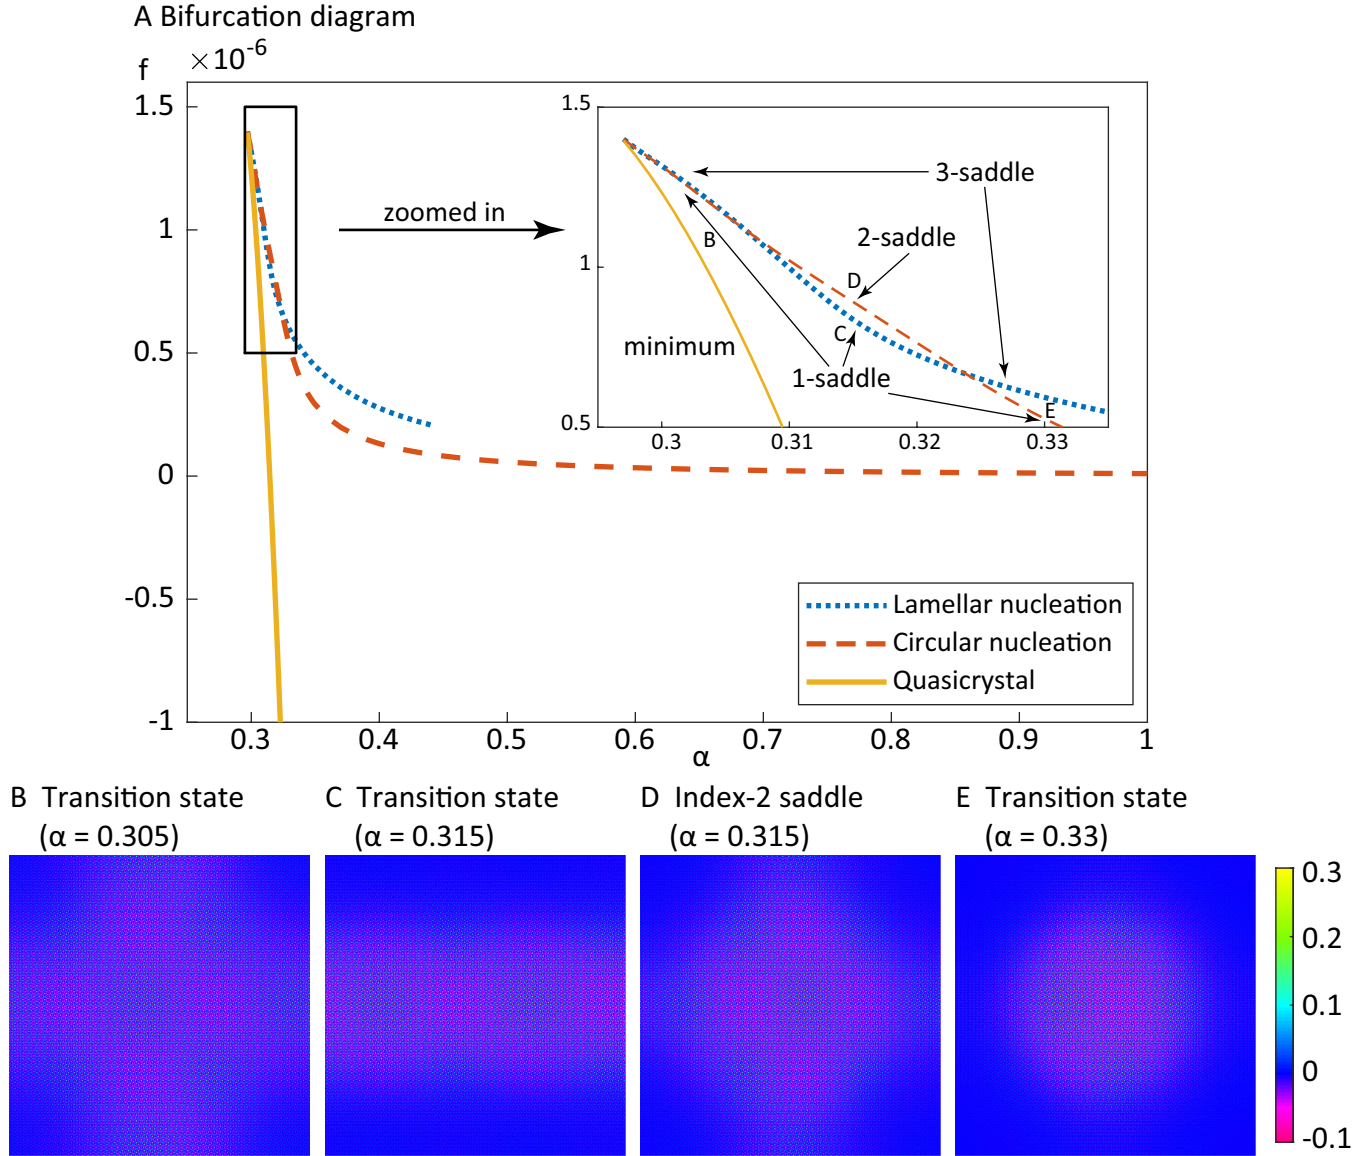 A Bifurcation diagram
f
×10⁻⁶
1.5
1
0.5
0
-0.5
-1
0.3
0.4
0.5
0.6
0.7
0.8
0.9
1
α
zoomed in
1.5
1
0.5
0.3
0.31
0.32
0.33
3-saddle
2-saddle
B
D
C
minimum
1-saddle
E
Lamellar nucleation
Circular nucleation
Quasicrystal
B Transition state
(α = 0.305)
C Transition state
(α = 0.315)
D Index-2 saddle
(α = 0.315)
E Transition state
(α = 0.33)
0.3
0.2
0.1
0
-0.1